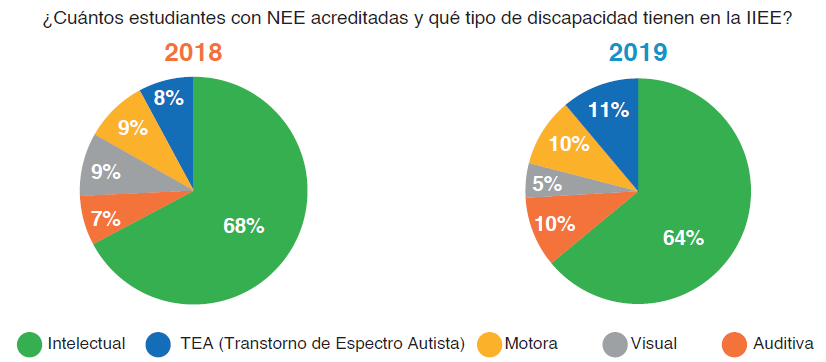 ¿Cuántos estudiantes con NEE acreditadas y qué tipo de discapacidad tienen en la IIEE?
2018
2019
8%
9%
9%
7%
68%
11%
10%
5%
10%
64%
Intelectual
TEA (Transtorno de Espectro Autista)
Motora
Visual
Auditiva